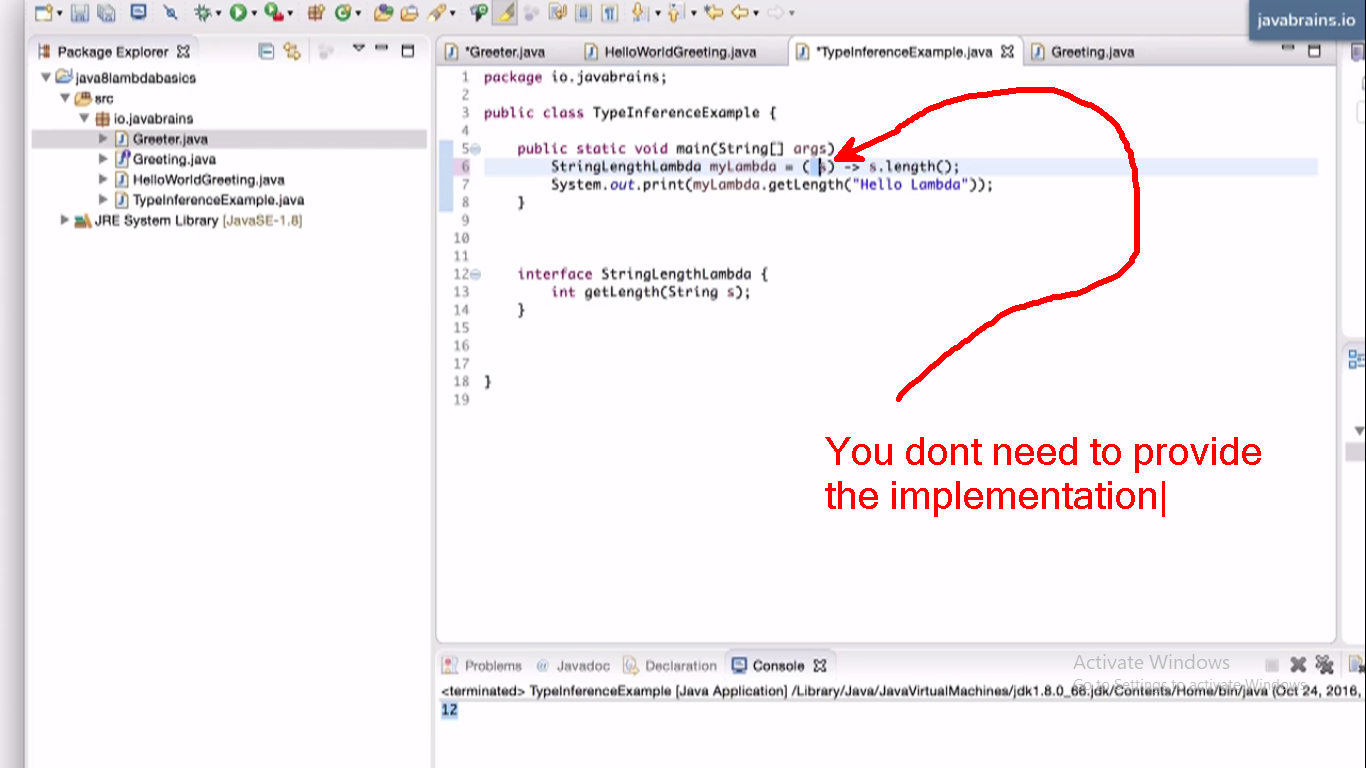 javabrains.io
Package Explorer
java8lambdabasics
src
io.javabrains
Greeter.java
Greeting.java
HelloWorldGreeting.java
TypeInferenceExample.java
JRE System Library [JavaSE-1.8]
*Greeter.java HelloWorldGreeting.java *TypeInferenceExample.java Greeting.java
1 package io.javabrains;
2
3 public class TypeInferenceExample {
4
5 public static void main(String[] args)
6 StringLengthLambda myLambda = ( s) -> s.length();
7 System.out.print(myLambda.getLength("Hello Lambda"));
8 }
9
10
11
12 interface StringLengthLambda {
13 int getLength(String s);
14 }
15
16
17
18 }
19
You dont need to provide
the implementation
Problems @ Javadoc Declaration Console
Activate Windows
Go to Settings to activate Windows.
<terminated> TypeInferenceExample [Java Application] /Library/Java/JavaVirtualMachines/jdk1.8.0_66.jdk/Contents/Home/bin/java (Oct 24, 2016,
12